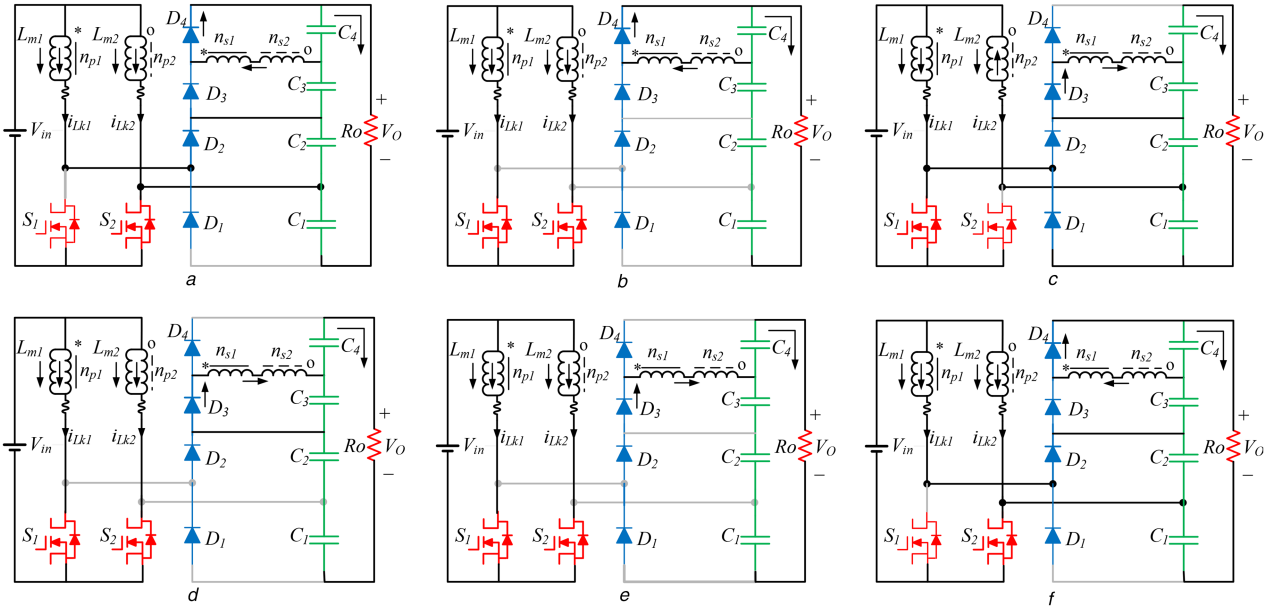 D4
Lm1 * np1 Lm2 o np2 * ns1 ns2 o C4
D3 C3
Vin iLk1 iLk2 D2 C2 Ro + VO −
S1 S2 D1 C1
a
D4
Lm1 * np1 Lm2 o np2 * ns1 ns2 o C4
D3 C3
Vin iLk1 iLk2 D2 C2 Ro + VO −
S1 S2 D1 C1
b
D4
Lm1 * np1 Lm2 o np2 * ns1 ns2 o C4
D3 C3
Vin iLk1 iLk2 D2 C2 Ro + VO −
S1 S2 D1 C1
c
D4
Lm1 * np1 Lm2 o np2 * ns1 ns2 o C4
D3 C3
Vin iLk1 iLk2 D2 C2 Ro + VO −
S1 S2 D1 C1
d
D4
Lm1 * np1 Lm2 o np2 * ns1 ns2 o C4
D3 C3
Vin iLk1 iLk2 D2 C2 Ro + VO −
S1 S2 D1 C1
e
D4
Lm1 * np1 Lm2 o np2 * ns1 ns2 o C4
D3 C3
Vin iLk1 iLk2 D2 C2 Ro + VO −
S1 S2 D1 C1
f